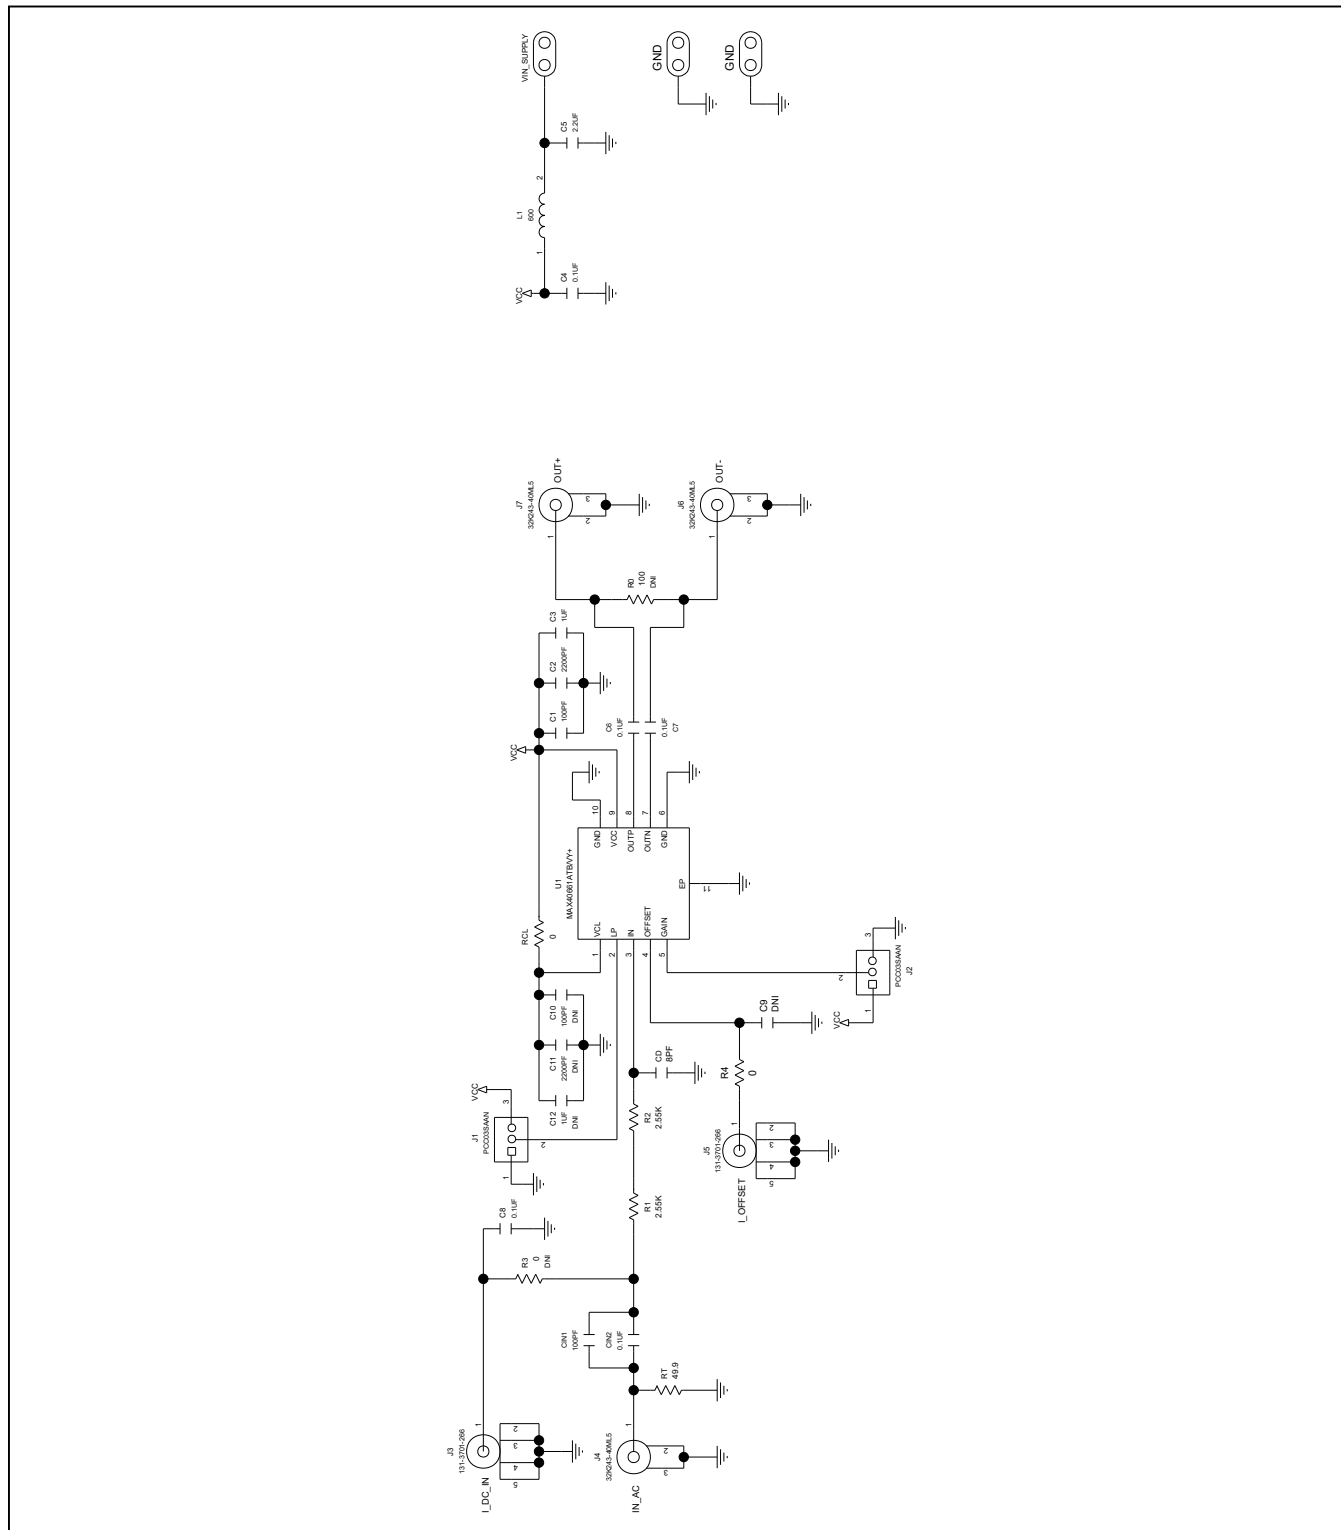 VIN_SUPPLY
GND
GND
C5
2.2UF
2
L1
600
1
C4
0.1UF
VCC
J7
32K243-40ML5
OUT+
1
2
3
J6
32K243-40ML5
OUT-
1
2
3
R0
100
DNI
C3
1UF
C2
2200PF
C1
100PF
VCC
C6
0.1UF
0.1UF
C7
10
9
8
7
6
GND
VCC
OUTP
OUTN
GND
U1
MAX40661ATB/VY+
EP
11
VCL
LP
IN
OFFSET
GAIN
1
2
3
4
5
RCL
0
C10
100PF
DNI
C11
2200PF
DNI
C12
1UF
DNI
VCC
3
J1
PCC03SAAN
2
1
3
PCC03SAAN
J2
2
1
VCC
C9
DNI
R4
0
CD
8PF
R2
2.55K
R1
2.55K
J5
131-3701-266
I_OFFSET
1
2
3
4
5
C8
0.1UF
R3
0
DNI
CIN1
100PF
CIN2
0.1UF
RT
49.9
J3
131-3701-266
I_DC_IN
1
2
3
4
5
J4
32K243-40ML5
IN_AC
1
2
3